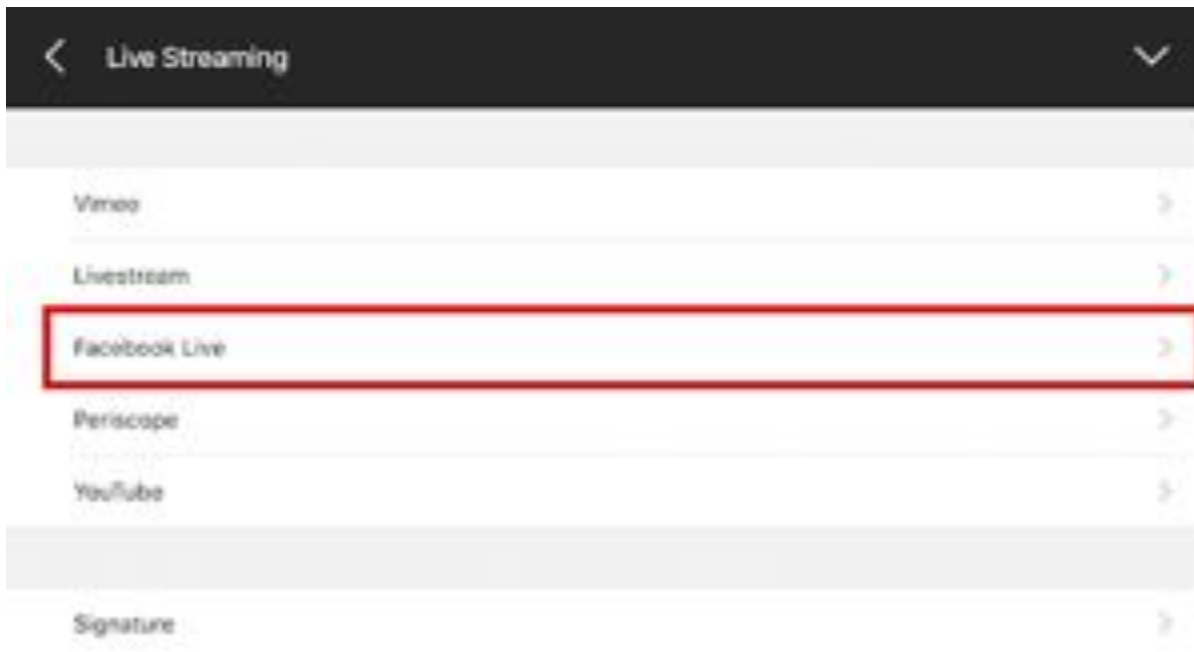 Live Streaming
Vimeo
Livestream
Facebook Live
Periscope
YouTube
Signature